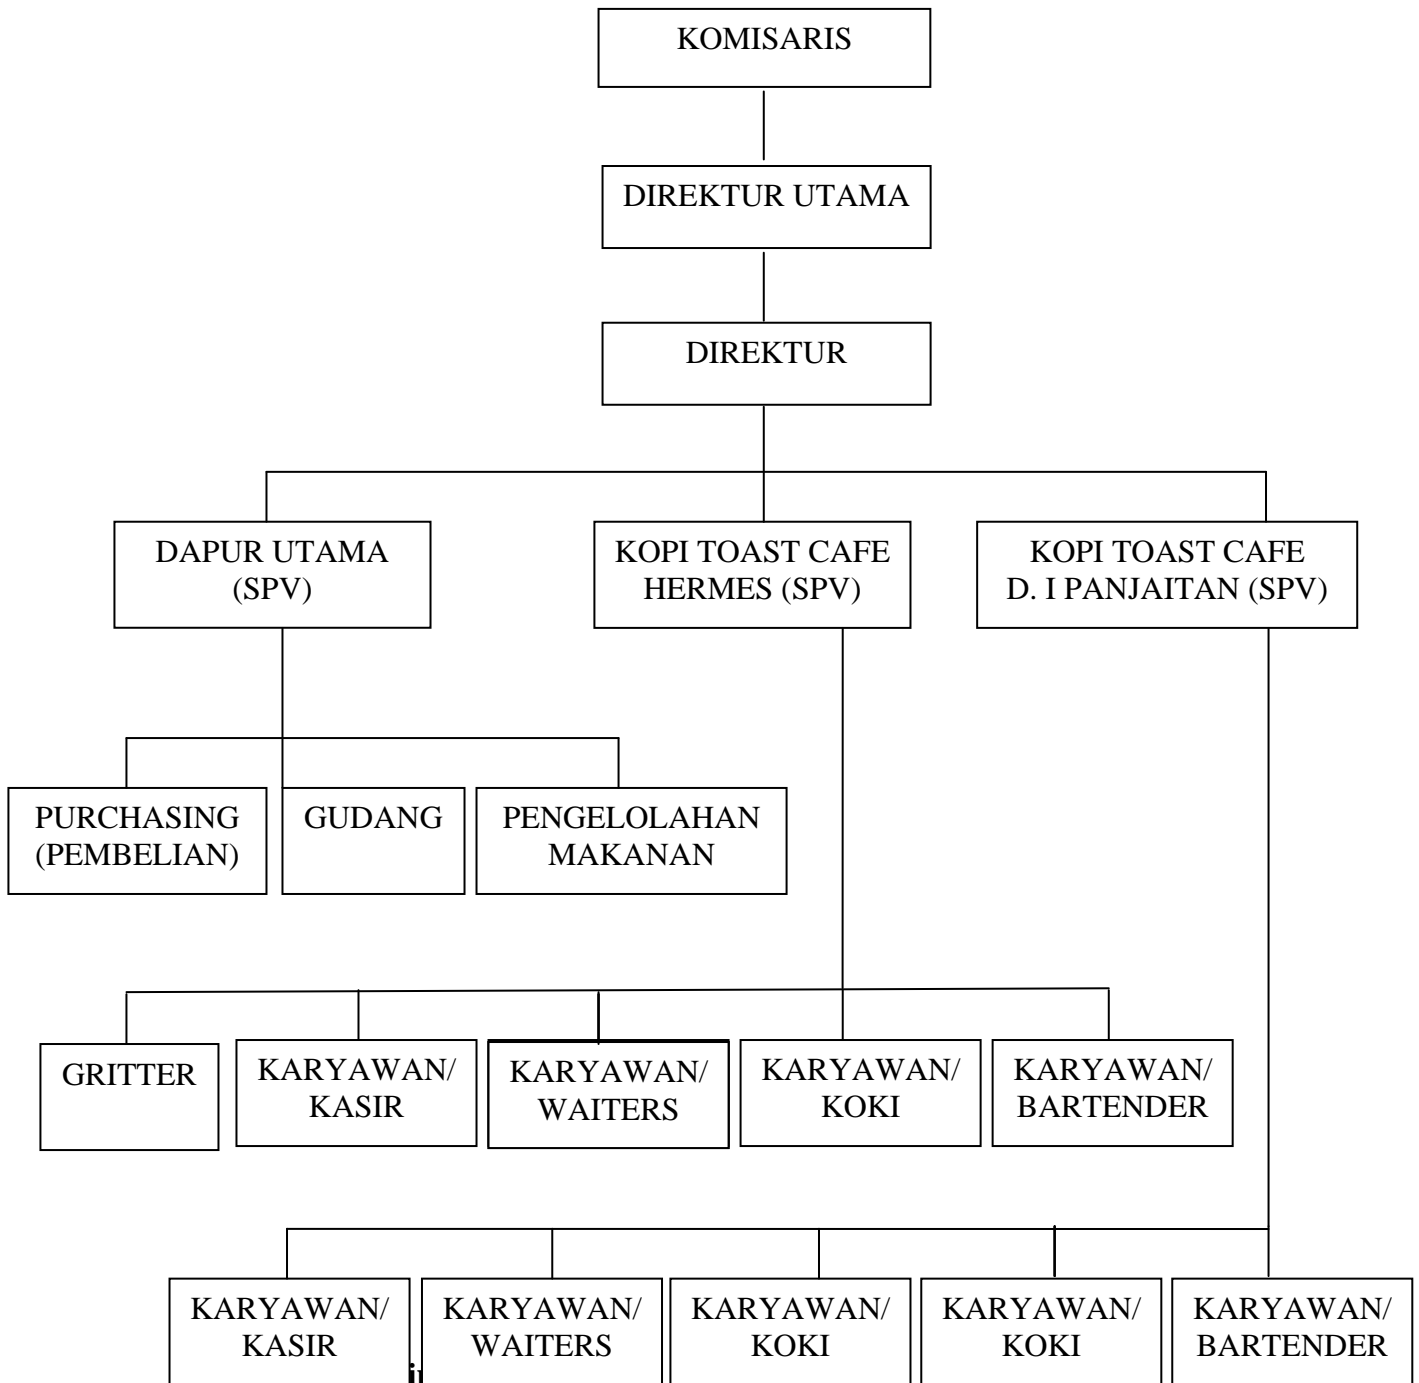 KOMISARIS
DIREKTUR UTAMA
DIREKTUR
DAPUR UTAMA
(SPV)
KOPI TOAST CAFE
HERMES (SPV)
KOPI TOAST CAFE
D. I PANJAITAN (SPV)
PURCHASING
(PEMBELIAN)
GUDANG
PENGELOLAHAN
MAKANAN
GRITTER
KARYAWAN/
KASIR
KARYAWAN/
WAITERS
KARYAWAN/
KOKI
KARYAWAN/
BARTENDER
KARYAWAN/
KASIR
KARYAWAN/
WAITERS
KARYAWAN/
KOKI
KARYAWAN/
KOKI
KARYAWAN/
BARTENDER